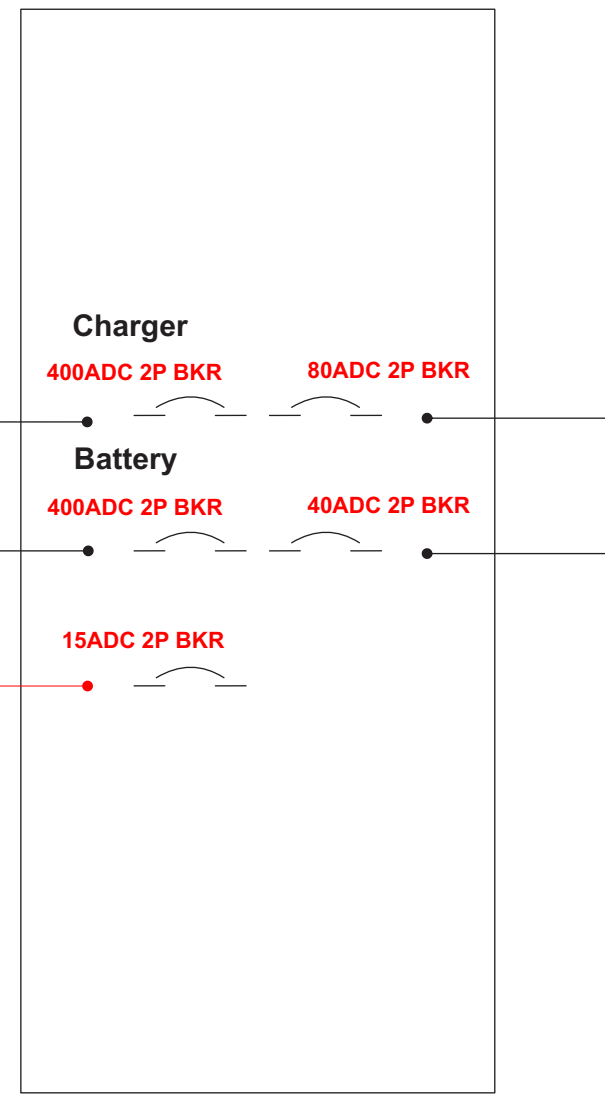 Charger
400ADC 2P BKR 80ADC 2P BKR
Battery
400ADC 2P BKR 40ADC 2P BKR
15ADC 2P BKR